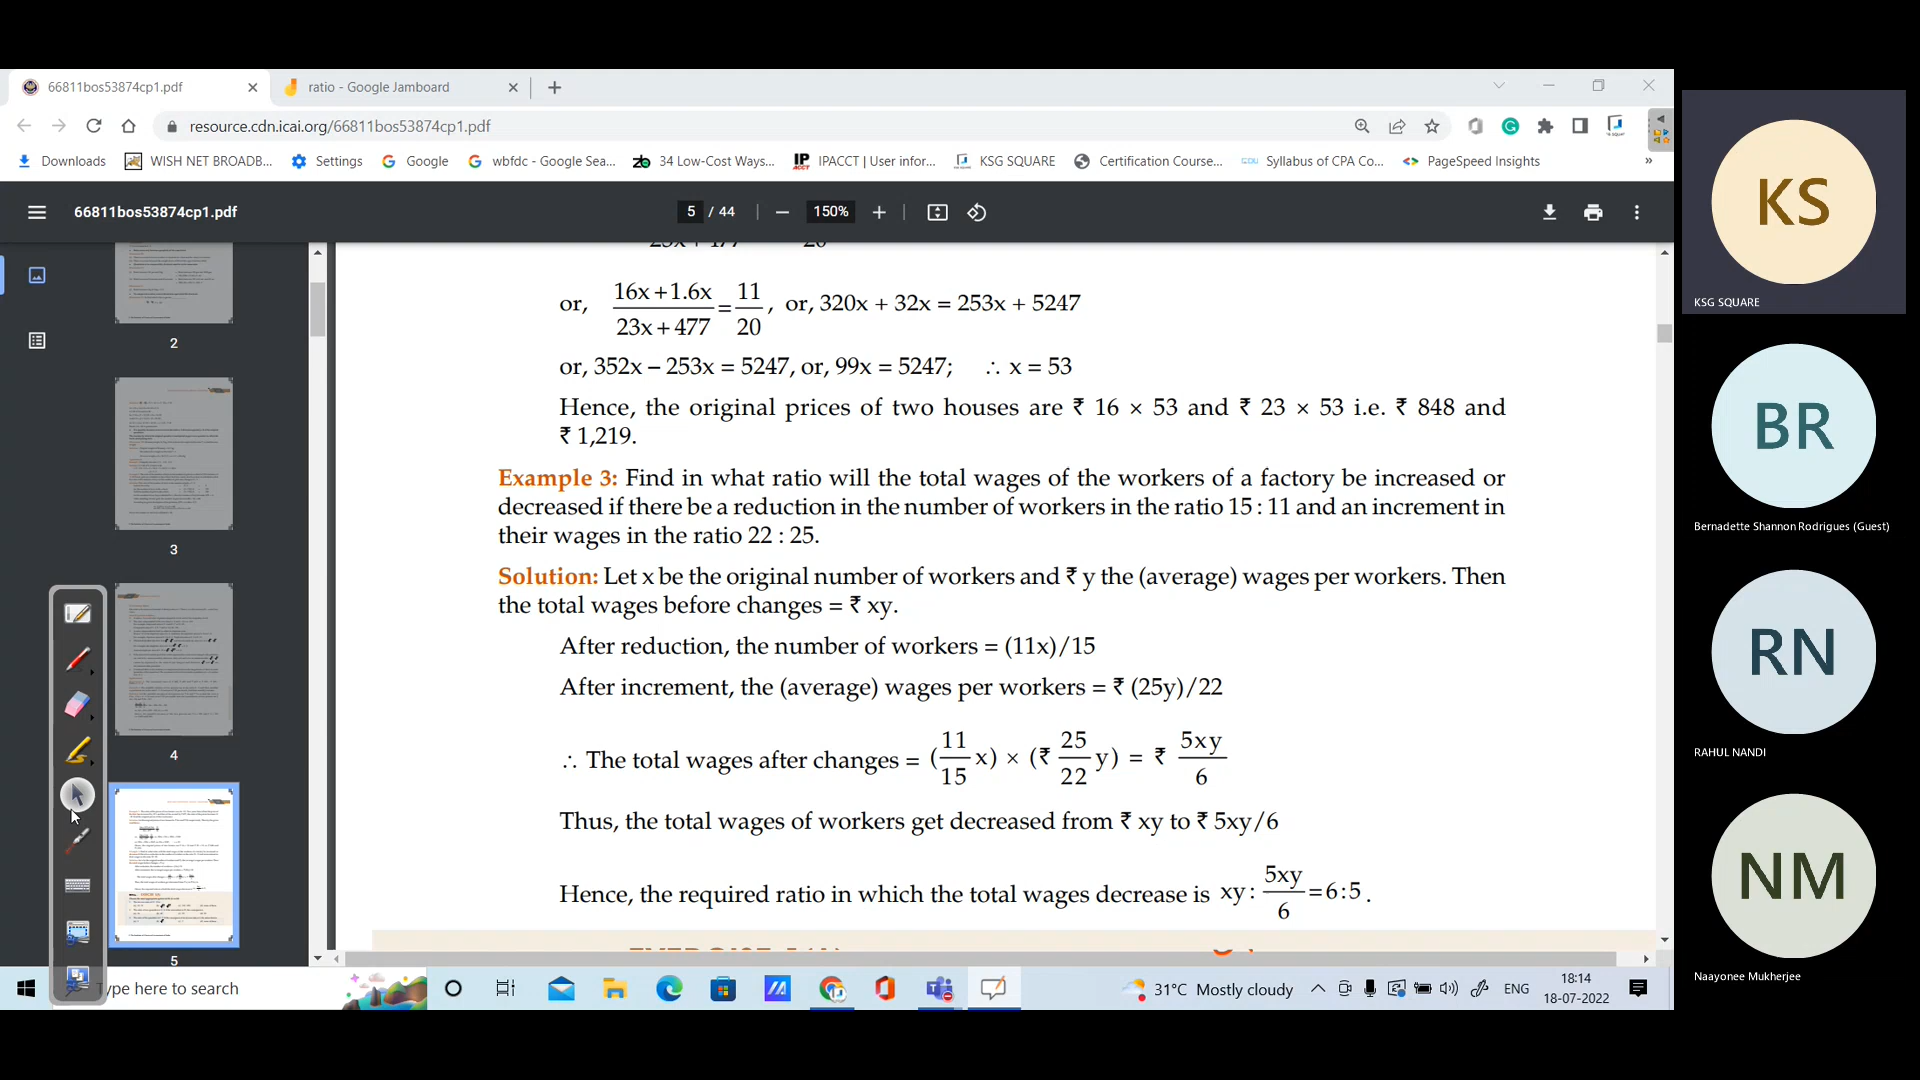 66811bos53874cp1.pdf
ratio - Google Jamboard
resource.cdn.icai.org/66811bos53874cp1.pdf
Downloads
WISH NET BROADB...
Settings
Google
wbfdc - Google Sea...
34 Low-Cost Ways...
IPACCT | User infor...
KSG SQUARE
Certification Course...
Syllabus of CPA Co...
PageSpeed Insights
»
66811bos53874cp1.pdf
5 / 44
150%
2
3
4
5
or, (16x+1.6x)/(23x+477) = 11/20, or, 320x + 32x = 253x + 5247
or, 352x – 253x = 5247, or, 99x = 5247; ∴ x = 53
Hence, the original prices of two houses are ₹ 16 × 53 and ₹ 23 × 53 i.e. ₹ 848 and
₹ 1,219.
Example 3: Find in what ratio will the total wages of the workers of a factory be increased or
decreased if there be a reduction in the number of workers in the ratio 15 : 11 and an increment in
their wages in the ratio 22 : 25.
Solution: Let x be the original number of workers and ₹ y the (average) wages per workers. Then
the total wages before changes = ₹ xy.
After reduction, the number of workers = (11x)/15
After increment, the (average) wages per workers = ₹ (25y)/22
∴ The total wages after changes = (11/15 x) × (₹ 25/22 y) = ₹ 5xy/6
Thus, the total wages of workers get decreased from ₹ xy to ₹ 5xy/6
Hence, the required ratio in which the total wages decrease is xy : 5xy/6 = 6:5 .
KS
KSG SQUARE
BR
Bernadette Shannon Rodrigues (Guest)
RN
RAHUL NANDI
NM
Naayonee Mukherjee
ype here to search
31°C Mostly cloudy
ENG
18:14
18-07-2022